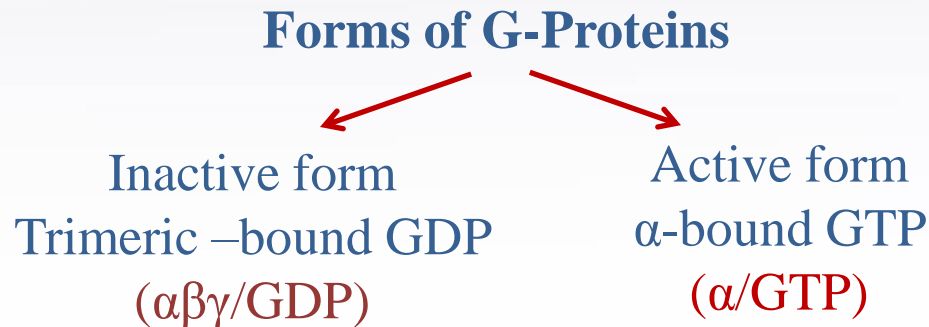 Forms of G-Proteins
Inactive form
Trimeric –bound GDP
(αβγ/GDP)
Active form
α-bound GTP
(α/GTP)